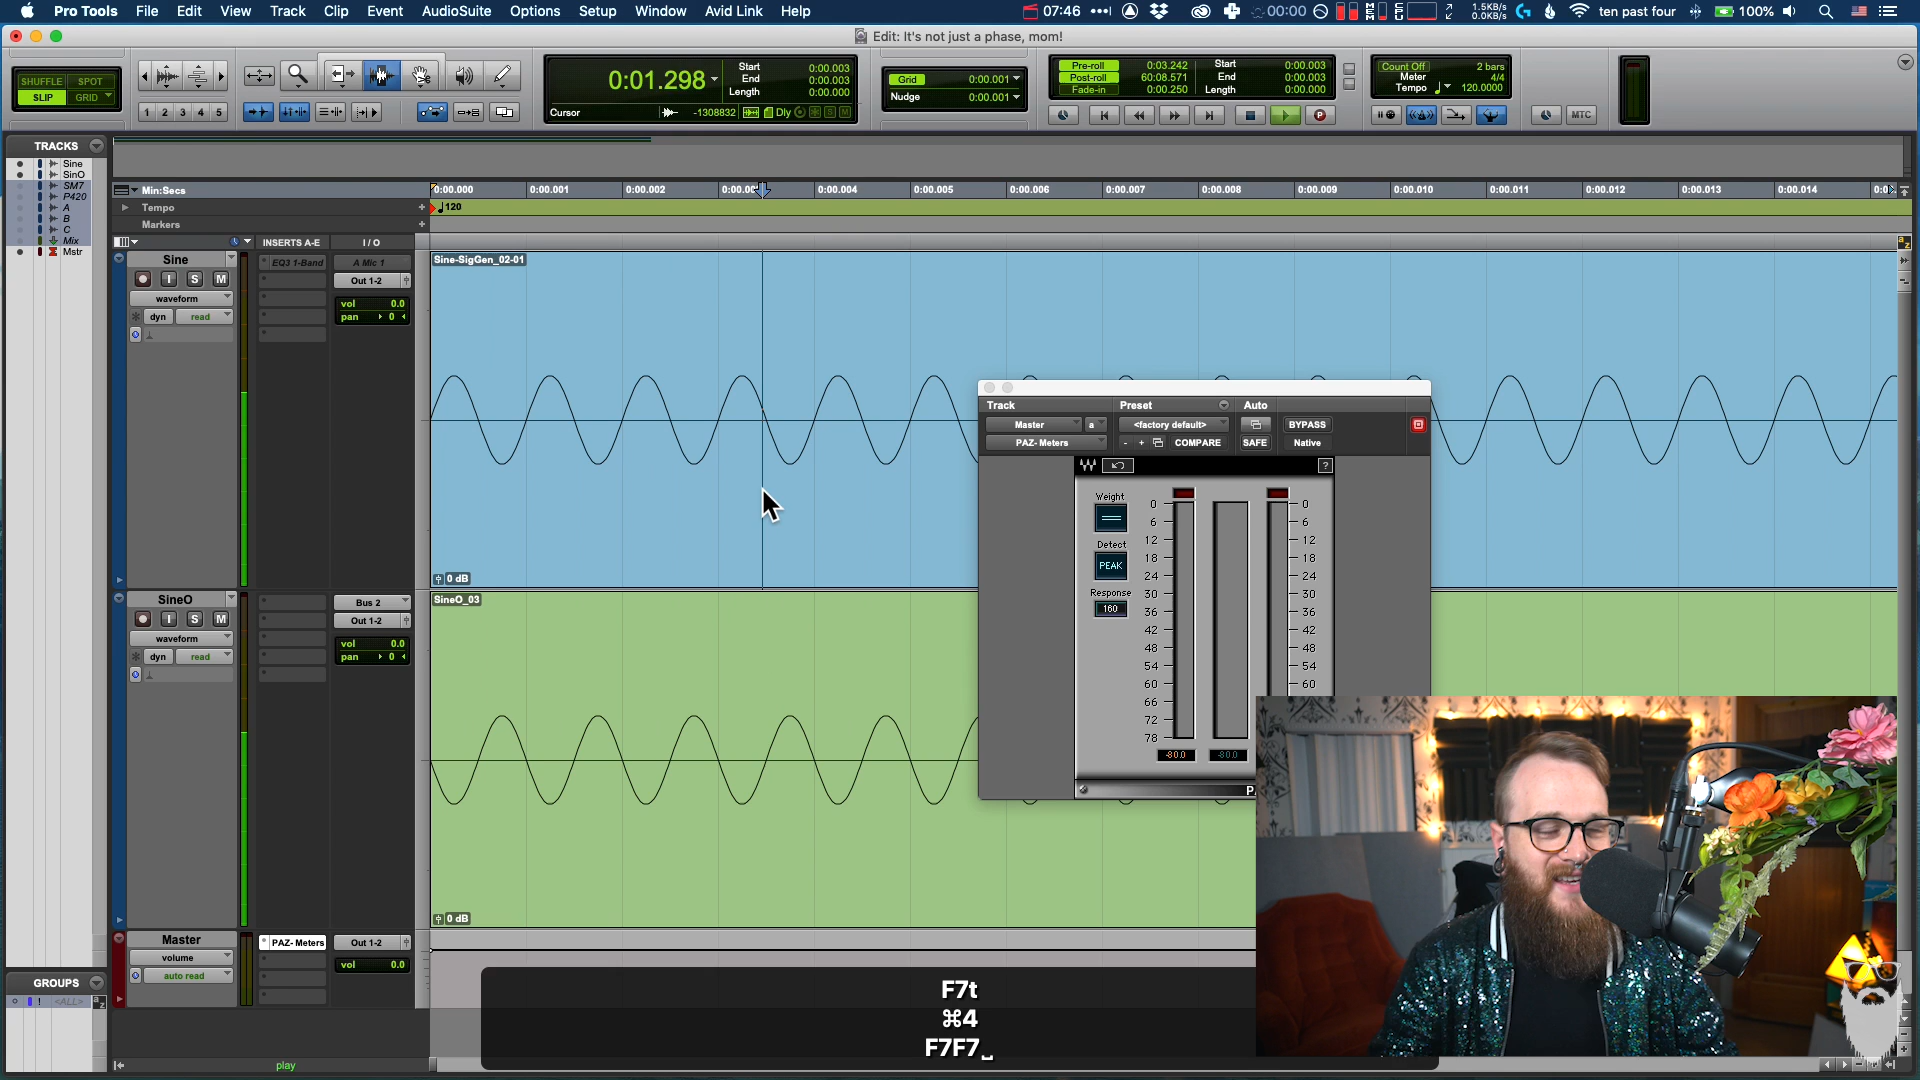 Pro Tools File Edit View Track Clip Event AudioSuite Options Setup Window Avid Link Help
07:46 00:00 1.5KB/s 0.0KB/s ten past four 100%
Edit: It's not just a phase, mom!
SHUFFLE SPOT
SLIP GRID
1 2 3 4 5
0:01.298
Start 0:00.003
End 0:00.003
Length 0:00.000
Cursor -1308832 Dly
Grid 0:00.001
Nudge 0:00.001
Pre-roll 0:03.242
Post-roll 60:08.571
Fade-in 0:00.250
Start 0:00.003
End 0:00.003
Length 0:00.000
Count Off 2 bars
Meter 4/4
Tempo 120.0000
MTC
TRACKS
Sine
SinO
SM7
P420
A
B
C
Mix
Mstr
Min:Secs 0:00.000 0:00.001 0:00.002 0:00.004 0:00.005 0:00.006 0:00.007 0:00.008 0:00.009 0:00.010 0:00.011 0:00.012 0:00.013 0:00.014
Tempo 120
Markers
INSERTS A-E I / O
Sine
I S M
waveform
dyn read
EQ3 1-Band A Mic 1
Out 1-2
vol 0.0
pan 0
Sine-SigGen_02-01
0 dB
SineO
I S M
waveform
dyn read
Bus 2
Out 1-2
vol 0.0
pan 0
SineO_03
0 dB
Master
volume
auto read
PAZ- Meters Out 1-2
vol 0.0
Track Preset Auto
Master a <factory default> BYPASS
PAZ- Meters - + COMPARE SAFE Native
?
Weight
Detect
PEAK
Response
160
0 0
6 6
12 12
18 18
24 24
30 30
36 36
42 42
48 48
54 54
60 60
66
72
78
-80.0 -80.0
GROUPS
! <ALL>
play
F7t
⌘4
F7F7